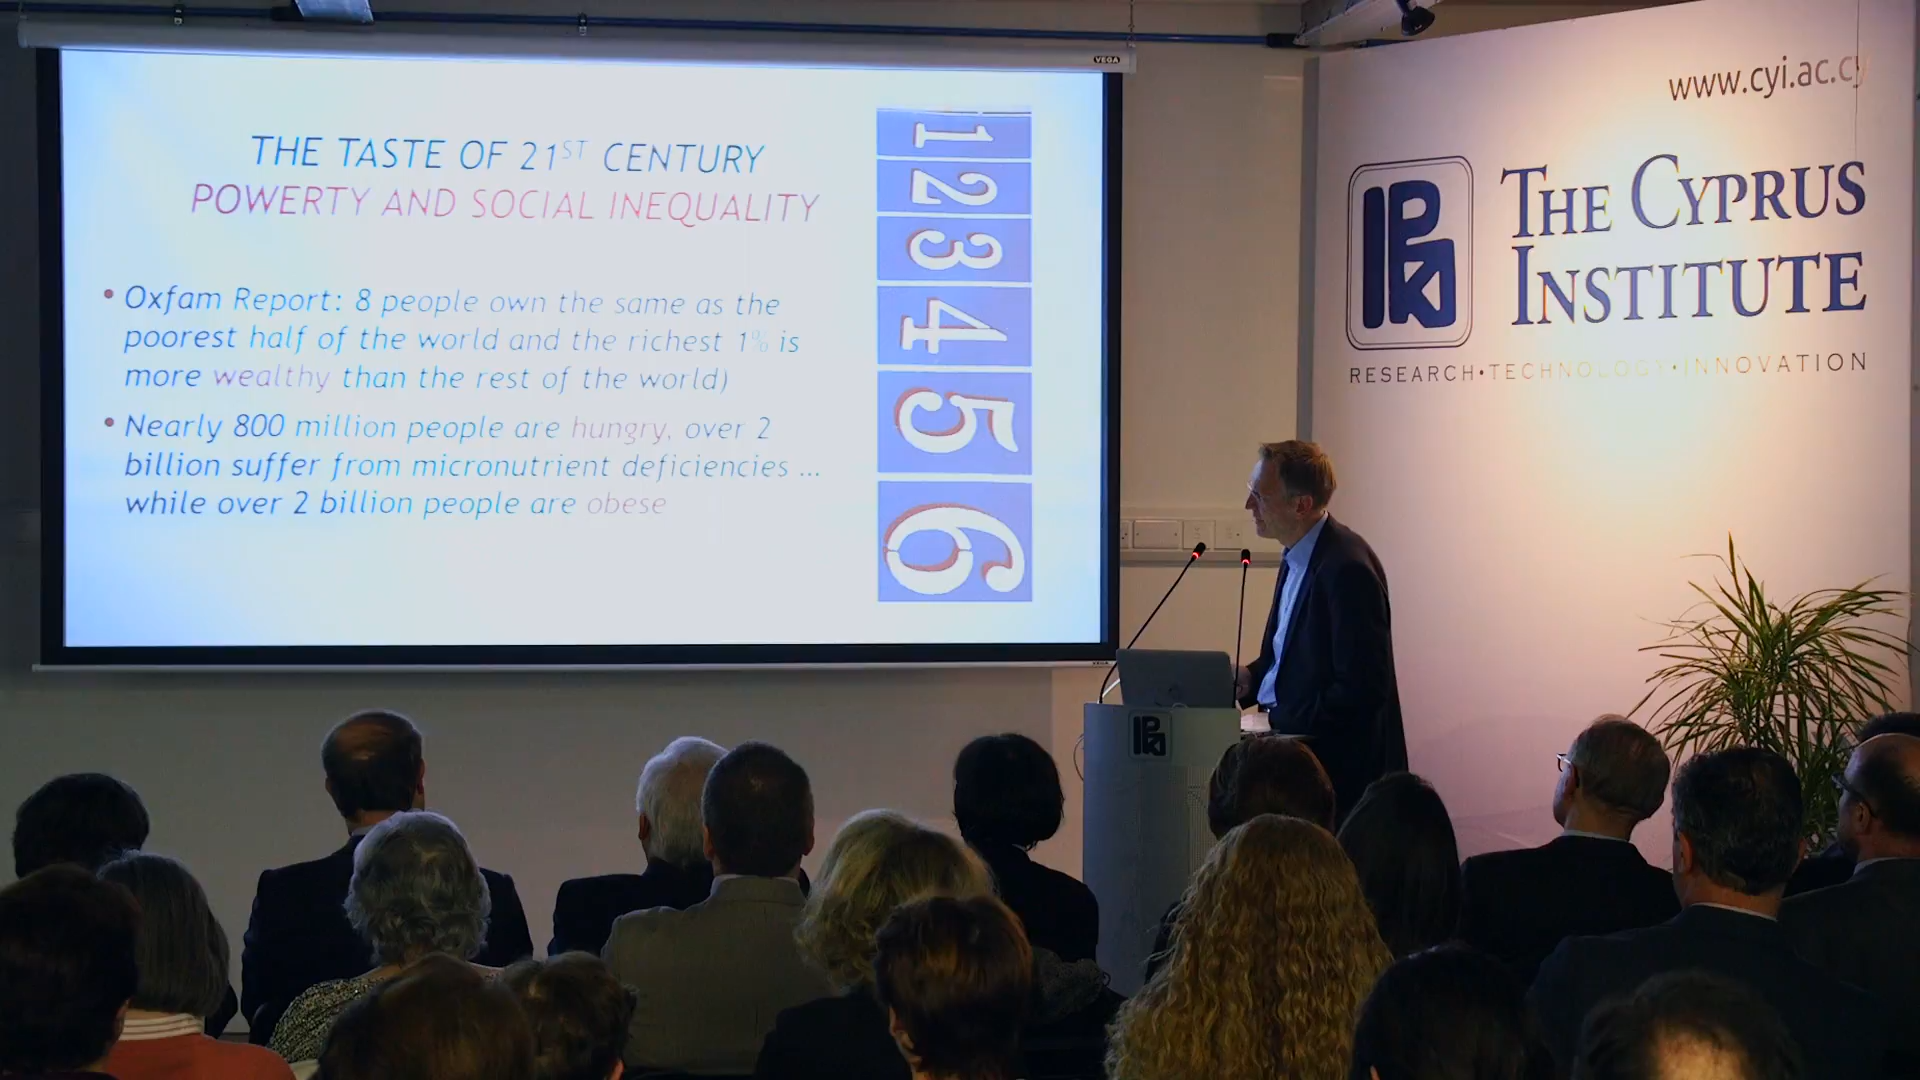 VEGA
THE TASTE OF 21ST CENTURY
POWERTY AND SOCIAL INEQUALITY
• Oxfam Report: 8 people own the same as the
poorest half of the world and the richest 1% is
more wealthy than the rest of the world)
• Nearly 800 million people are hungry, over 2
billion suffer from micronutrient deficiencies ...
while over 2 billion people are obese
1
2
3
4
5
6
VEGA
www.cyi.ac.cy
THE CYPRUS
INSTITUTE
RESEARCH•TECHNOLOGY•INNOVATION